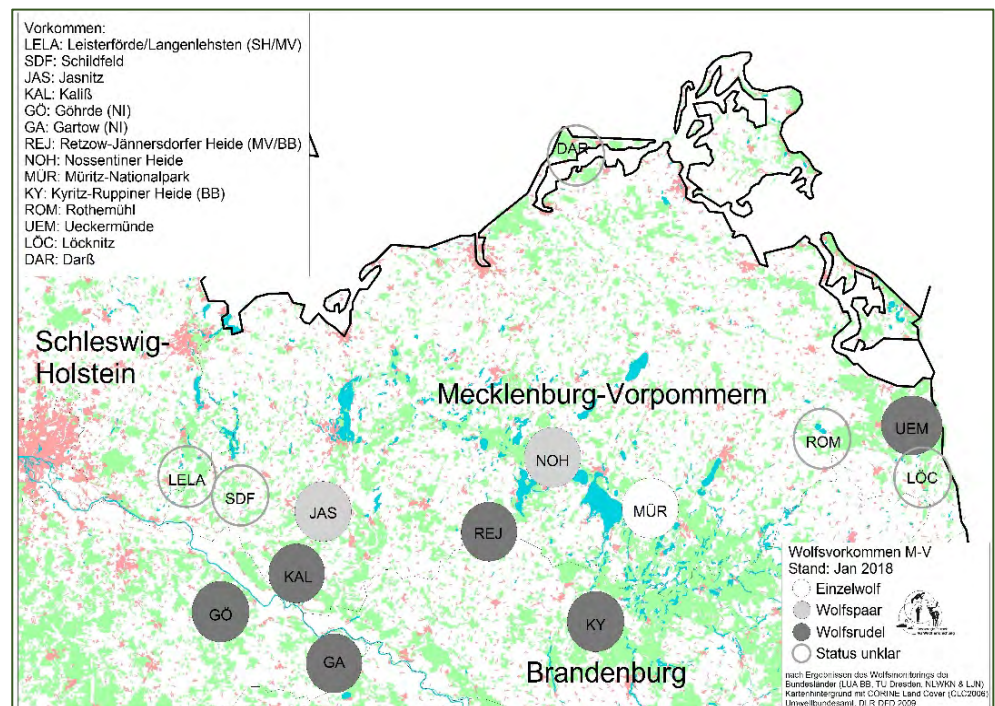 Vorkommen:
LELA: Leisterförde/Langenlehsten (SH/MV)
SDF: Schildfeld
JAS: Jasnitz
KAL: Kaliß
GÖ: Göhrde (NI)
GA: Gartow (NI)
REJ: Retzow-Jännersdorfer Heide (MV/BB)
NOH: Nossentiner Heide
MÜR: Müritz-Nationalpark
KY: Kyritz-Ruppiner Heide (BB)
ROM: Rothemühl
UEM: Ueckermünde
LÖC: Löcknitz
DAR: Darß
DAR
Schleswig-
Holstein
Mecklenburg-Vorpommern
UEM
ROM
NOH
LELA
LÖC
SDF
JAS
MÜR
REJ
KAL
GÖ
KY
GA
Brandenburg
Wolfsvorkommen M-V
Stand: Jan 2018
Einzelwolf
Wolfspaar
Wolfsrudel
Status unklar
nach Ergebnissen des Wolfsmonitorings der
Bundesländer (LUA BB, TU Dresden, NLWKN & LJN)
Kartenhintergrund mit CORINE Land Cover (CLC2006)
Umweltbundesamt, DLR DFD 2009